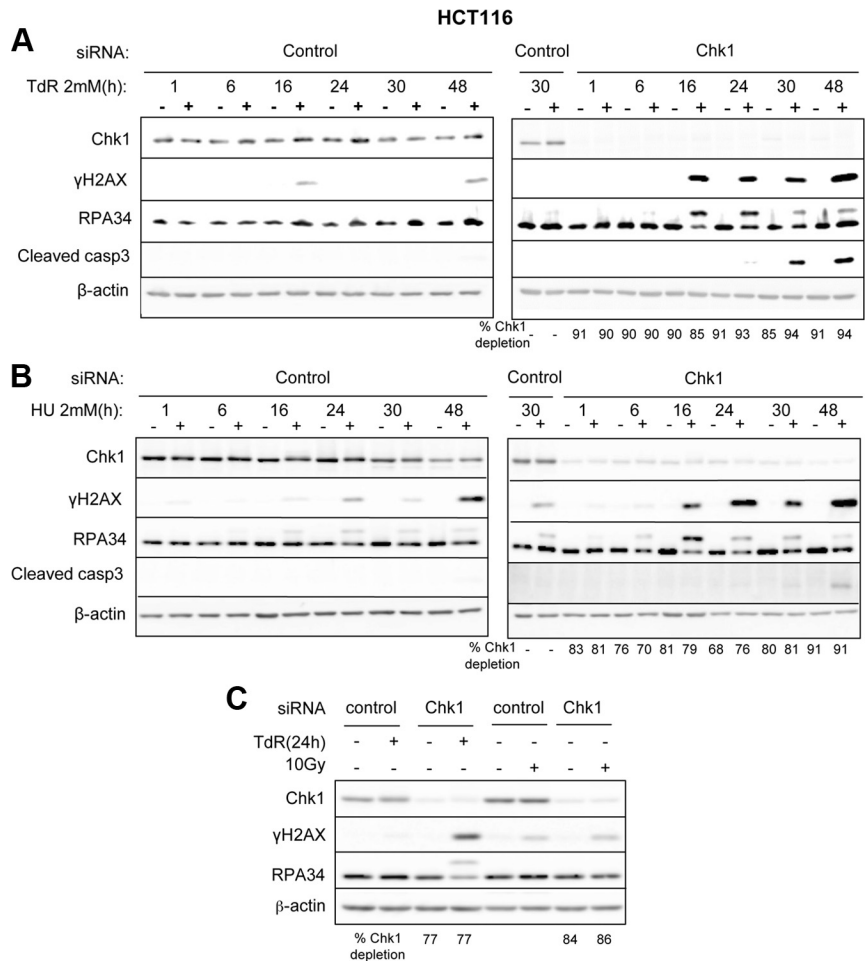 HCT116
A
siRNA: Control Control Chk1
TdR 2mM(h): 1 6 16 24 30 48 30 1 6 16 24 30 48
- + - + - + - + - + - + - + - + - + - + - + - + - +
Chk1
γH2AX
RPA34
Cleaved casp3
β-actin
% Chk1 depletion - - 91 90 90 90 90 85 91 93 85 94 91 94
B
siRNA: Control Control Chk1
HU 2mM(h): 1 6 16 24 30 48 30 1 6 16 24 30 48
- + - + - + - + - + - + - + - + - + - + - + - + - +
Chk1
γH2AX
RPA34
Cleaved casp3
β-actin
% Chk1 depletion - - 83 81 76 70 81 79 68 76 80 81 91 91
C
siRNA control Chk1 control Chk1
TdR(24h) - + - + - - - -
10Gy - - - - - + - +
Chk1
γH2AX
RPA34
β-actin
% Chk1 depletion 77 77 84 86